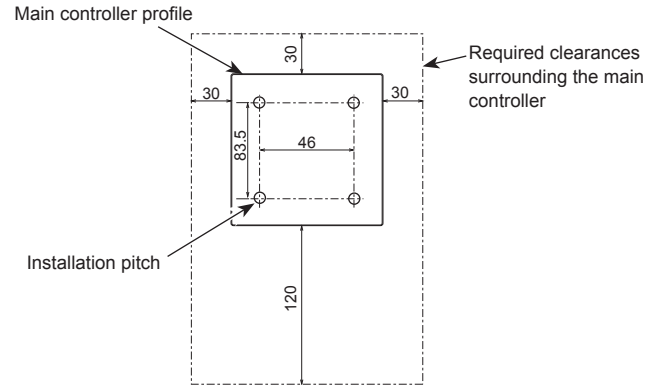 Main controller profile
30
Required clearances
surrounding the main
controller
30
30
83.5
46
Installation pitch
120